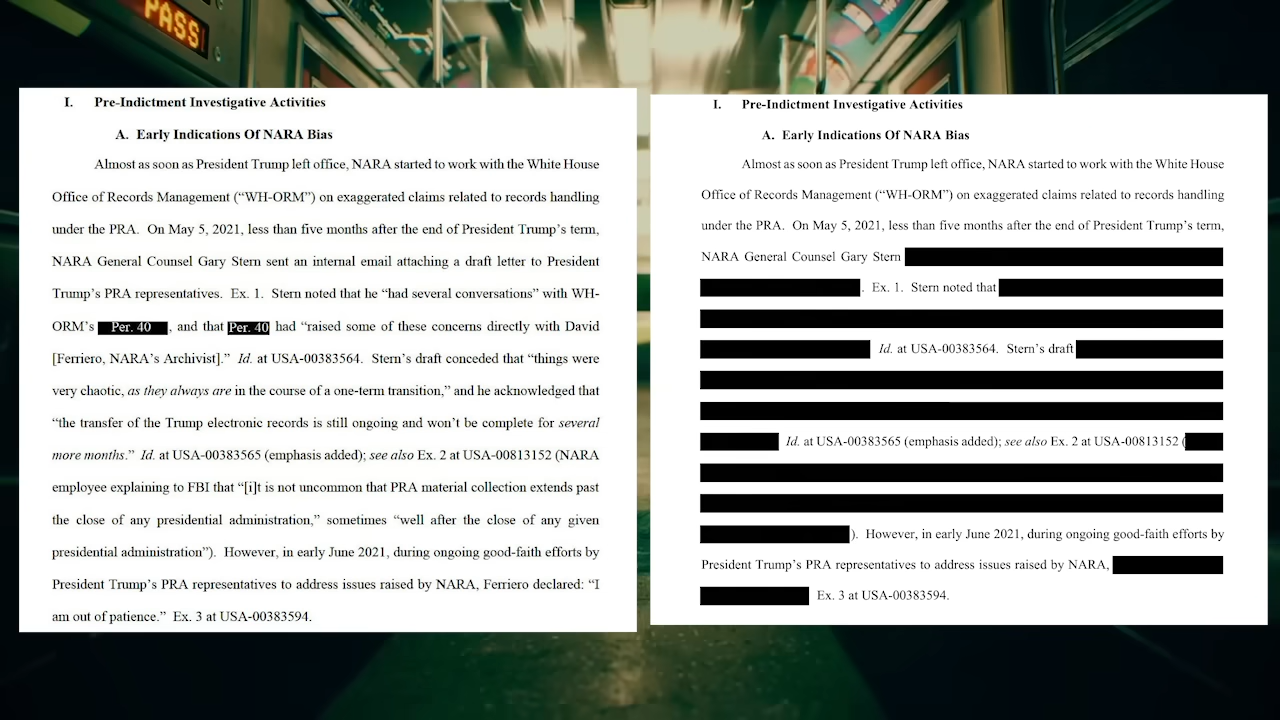 PASS
I. Pre-Indictment Investigative Activities
A. Early Indications Of NARA Bias
Almost as soon as President Trump left office, NARA started to work with the White House
Office of Records Management (“WH-ORM”) on exaggerated claims related to records handling
under the PRA. On May 5, 2021, less than five months after the end of President Trump’s term,
NARA General Counsel Gary Stern sent an internal email attaching a draft letter to President
Trump’s PRA representatives. Ex. 1. Stern noted that he “had several conversations” with WH-
ORM’s Per. 40, and that Per. 40 had “raised some of these concerns directly with David
[Ferriero, NARA’s Archivist].” Id. at USA-00383564. Stern’s draft conceded that “things were
very chaotic, as they always are in the course of a one-term transition,” and he acknowledged that
“the transfer of the Trump electronic records is still ongoing and won’t be complete for several
more months.” Id. at USA-00383565 (emphasis added); see also Ex. 2 at USA-00813152 (NARA
employee explaining to FBI that “[i]t is not uncommon that PRA material collection extends past
the close of any presidential administration,” sometimes “well after the close of any given
presidential administration”). However, in early June 2021, during ongoing good-faith efforts by
President Trump’s PRA representatives to address issues raised by NARA, Ferriero declared: “I
am out of patience.” Ex. 3 at USA-00383594.
I. Pre-Indictment Investigative Activities
A. Early Indications Of NARA Bias
Almost as soon as President Trump left office, NARA started to work with the White House
Office of Records Management (“WH-ORM”) on exaggerated claims related to records handling
under the PRA. On May 5, 2021, less than five months after the end of President Trump’s term,
NARA General Counsel Gary Stern
. Ex. 1. Stern noted that
Id. at USA-00383564. Stern’s draft
Id. at USA-00383565 (emphasis added); see also Ex. 2 at USA-00813152 (
). However, in early June 2021, during ongoing good-faith efforts by
President Trump’s PRA representatives to address issues raised by NARA,
Ex. 3 at USA-00383594.